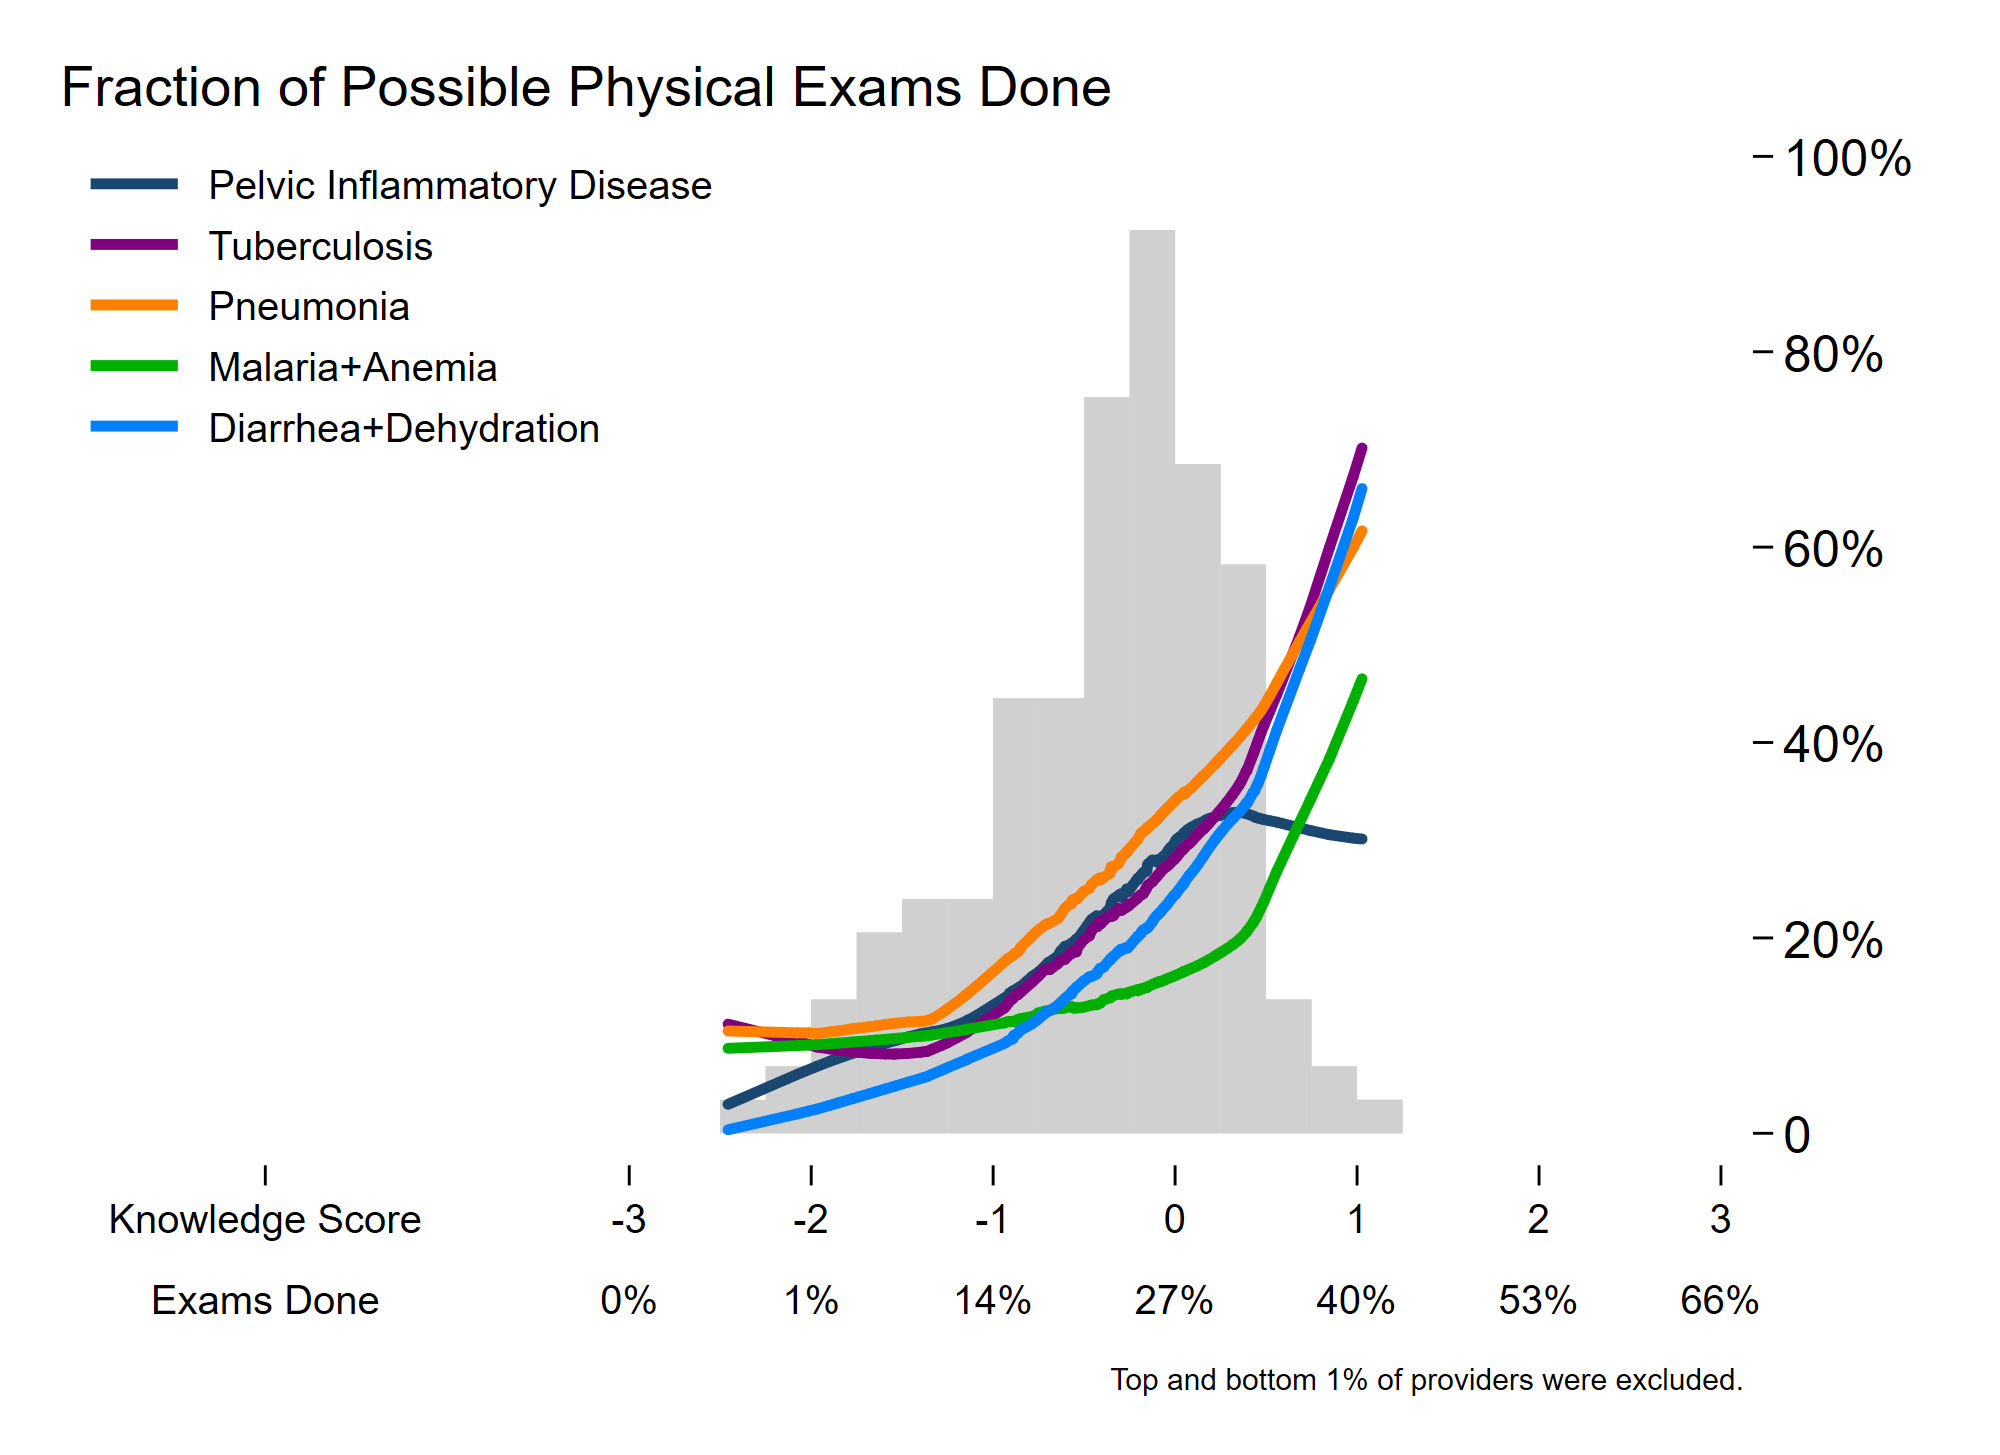 Fraction of Possible Physical Exams Done
Pelvic Inflammatory Disease
Tuberculosis
Pneumonia
Malaria+Anemia
Diarrhea+Dehydration
100%
80%
60%
40%
20%
0
Knowledge Score -3 -2 -1 0 1 2 3
Exams Done 0% 1% 14% 27% 40% 53% 66%
Top and bottom 1% of providers were excluded.